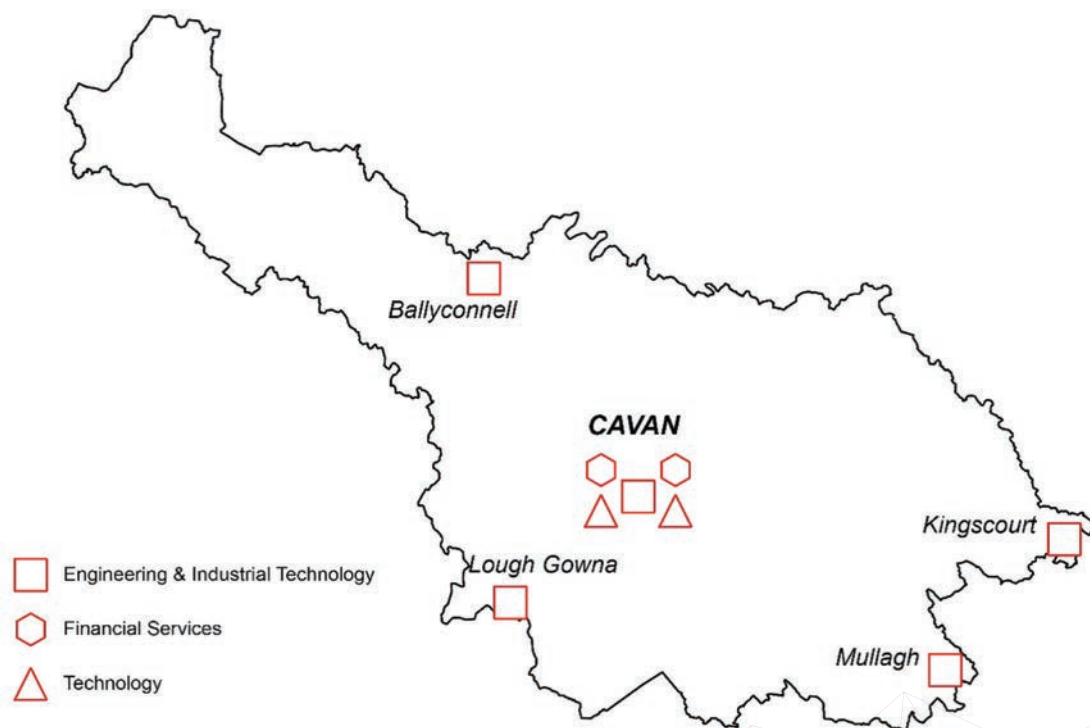 Ballyconnell
CAVAN
Kingscourt
Lough Gowna
Mullagh
Engineering & Industrial Technology
Financial Services
Technology